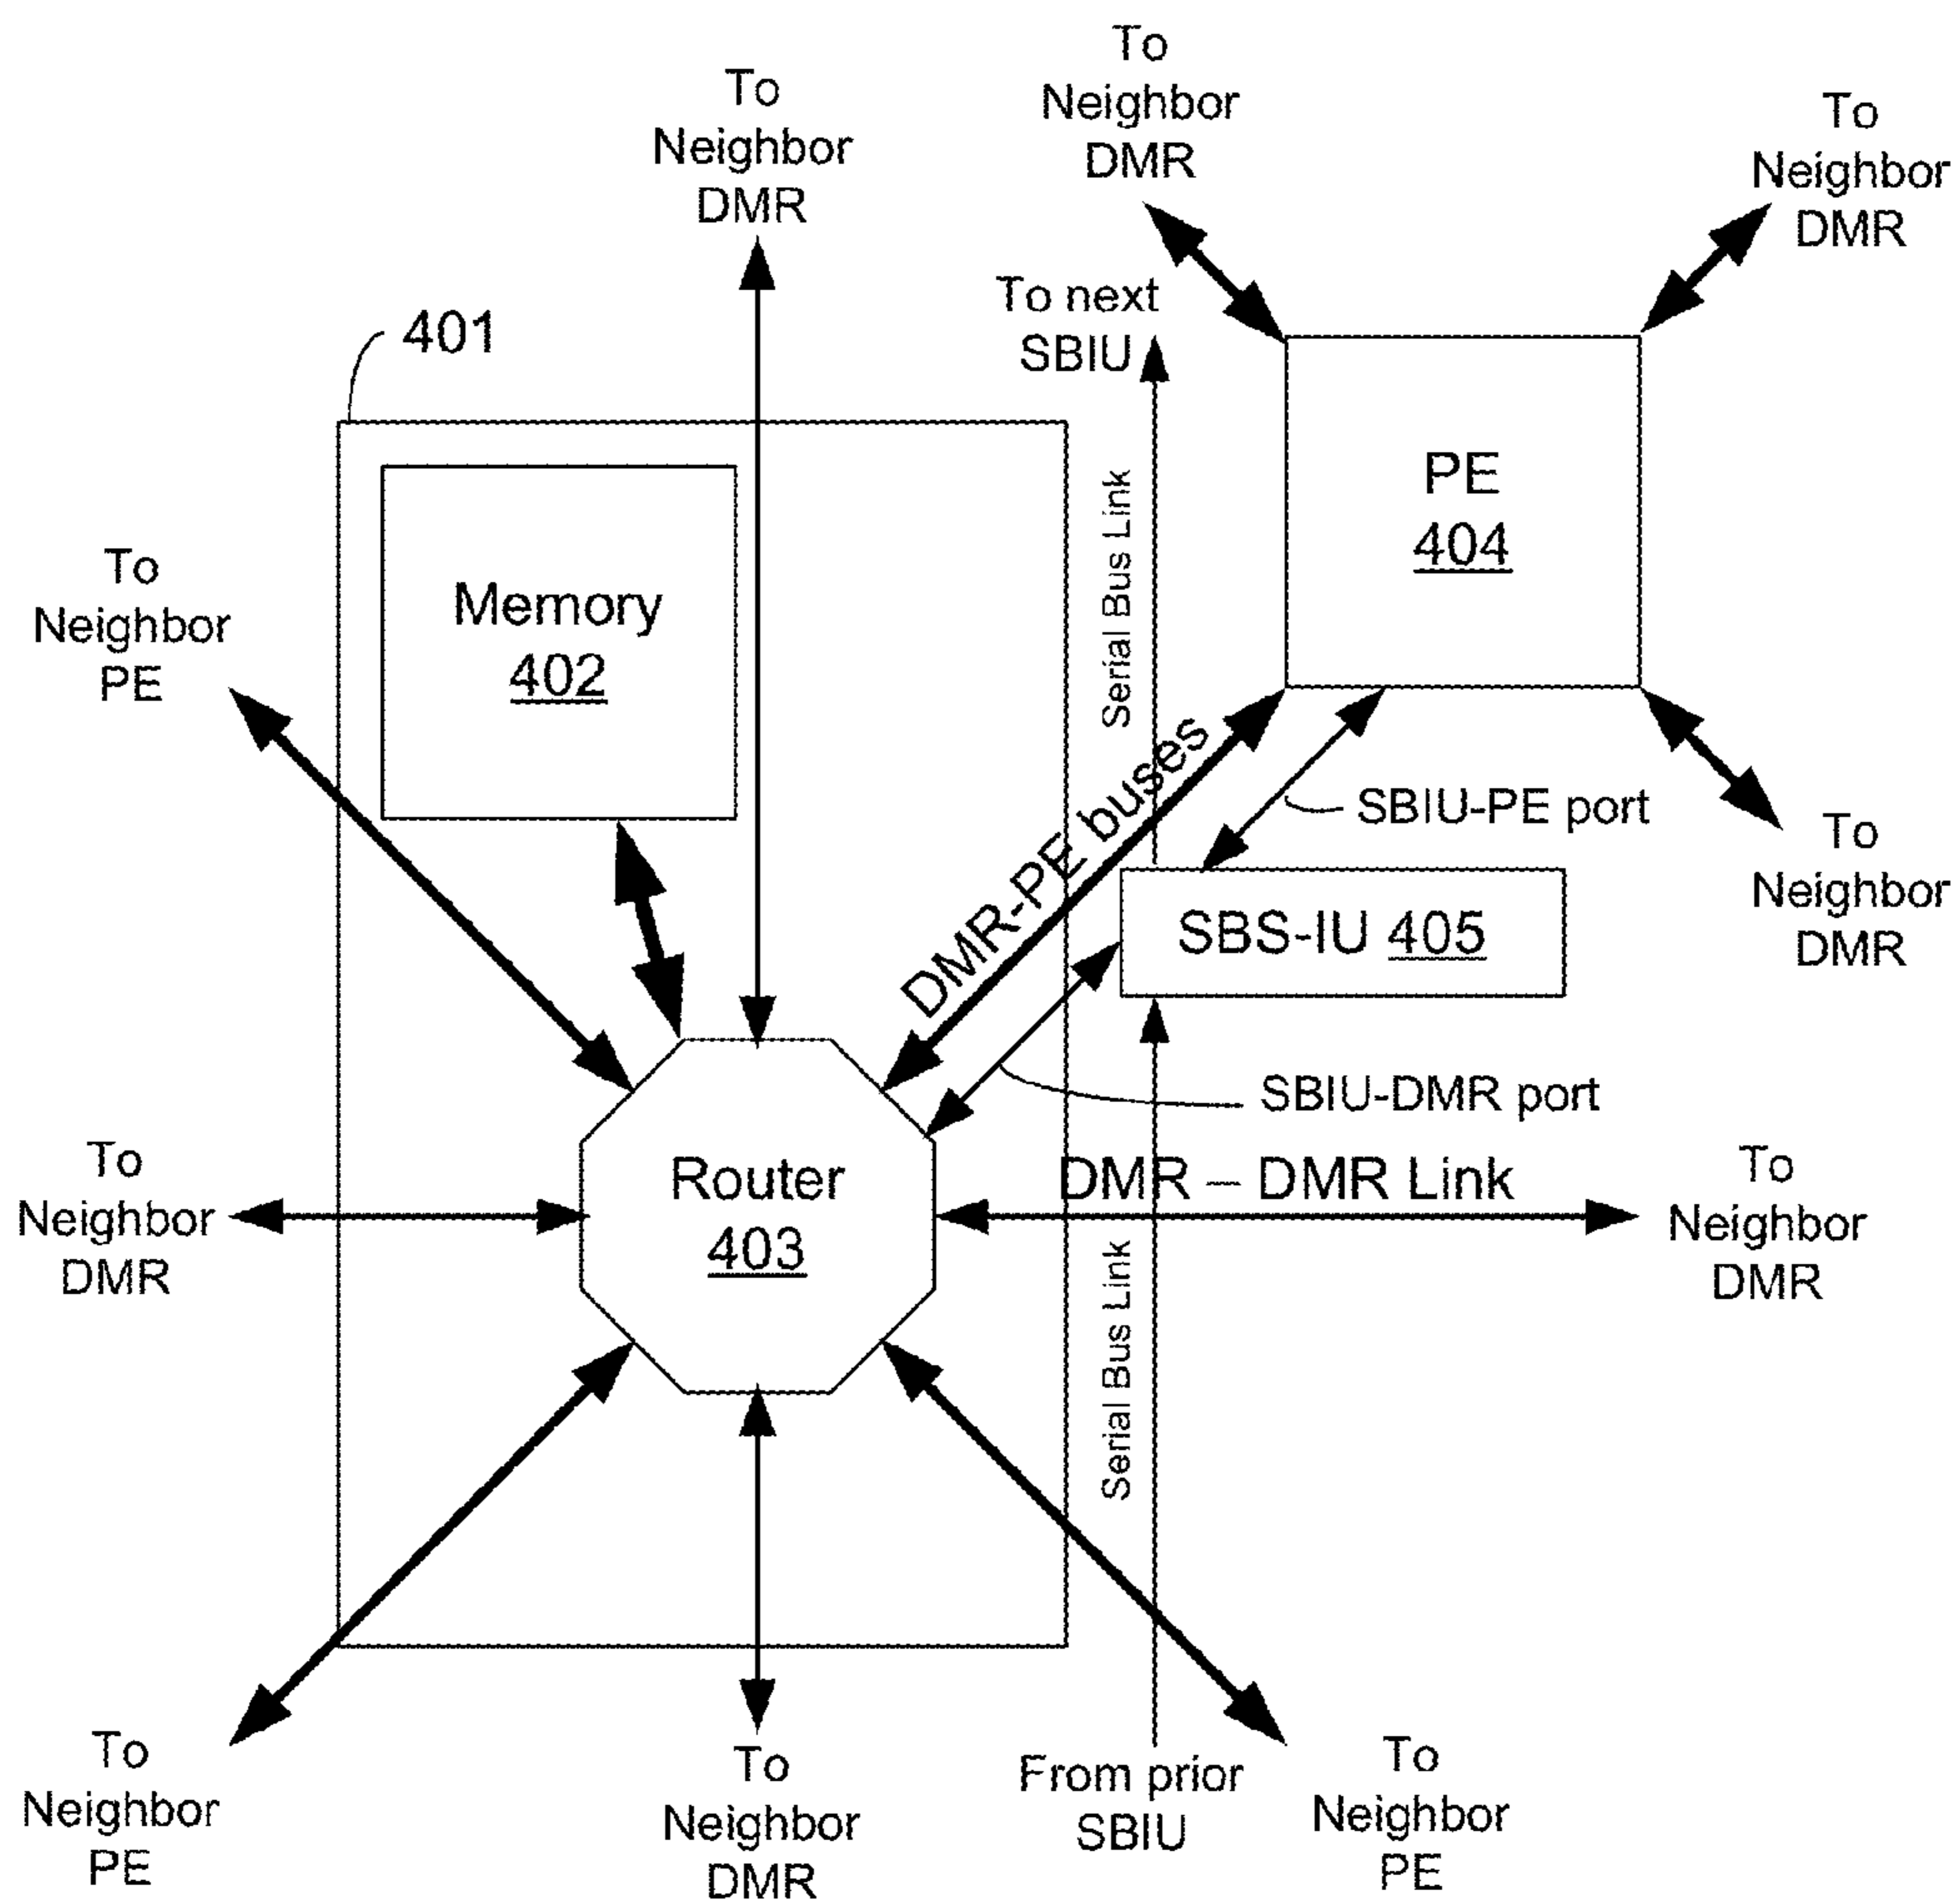 To
Neighbor
DMR
To
Neighbor
DMR
To
Neighbor
DMR
To next
SBIU
401
PE
404
Serial Bus Link
Memory
402
To
Neighbor
PE
DMR-PE buses
SBIU-PE port
To
Neighbor
DMR
SBS-IU 405
SBIU-DMR port
To
Neighbor
DMR
Router
403
DMR – DMR Link
To
Neighbor
DMR
Serial Bus Link
To
Neighbor
PE
To
Neighbor
DMR
From prior
SBIU
To
Neighbor
PE